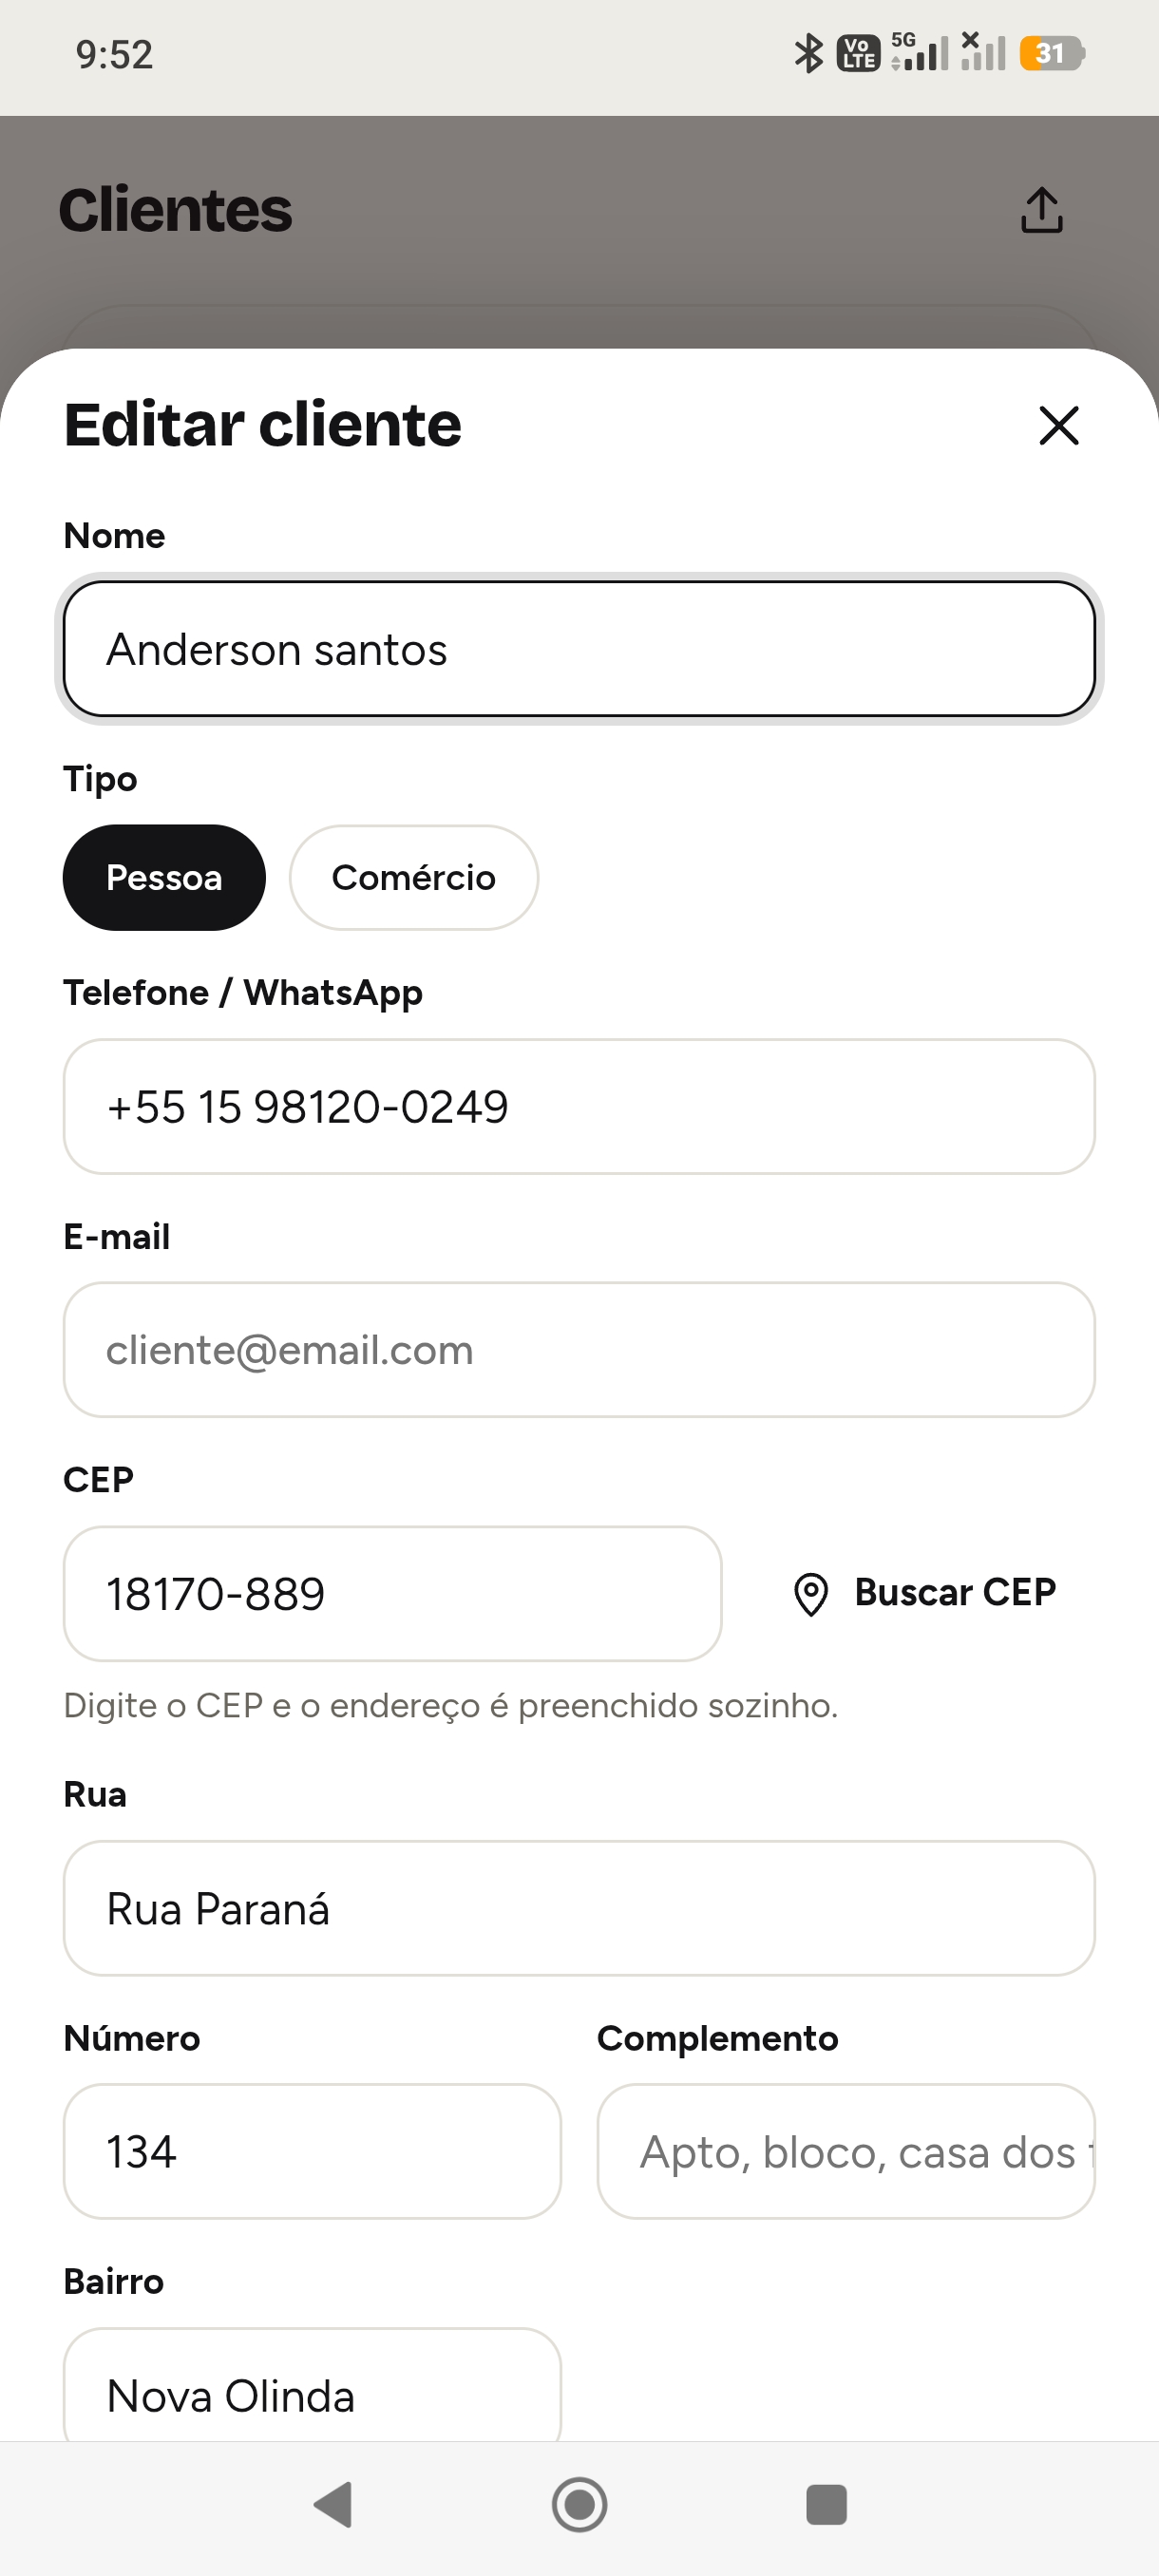 9:52
Vo LTE 5G 31
Clientes
Editar cliente
Nome
Anderson santos
Tipo
Pessoa Comércio
Telefone / WhatsApp
+55 15 98120-0249
E-mail
cliente@email.com
CEP
18170-889 Buscar CEP
Digite o CEP e o endereço é preenchido sozinho.
Rua
Rua Paraná
Número Complemento
134 Apto, bloco, casa dos
Bairro
Nova Olinda